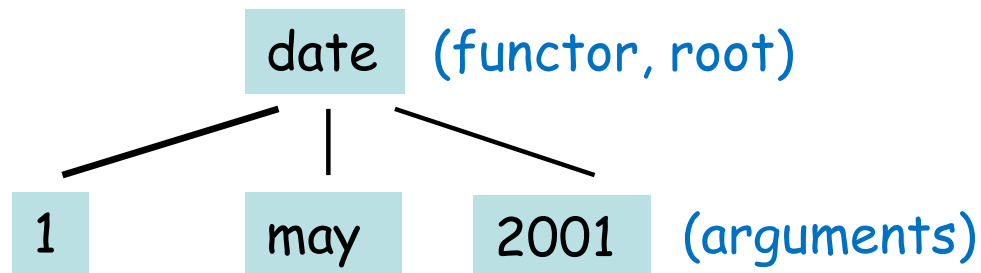 date (functor, root)
1 may 2001 (arguments)